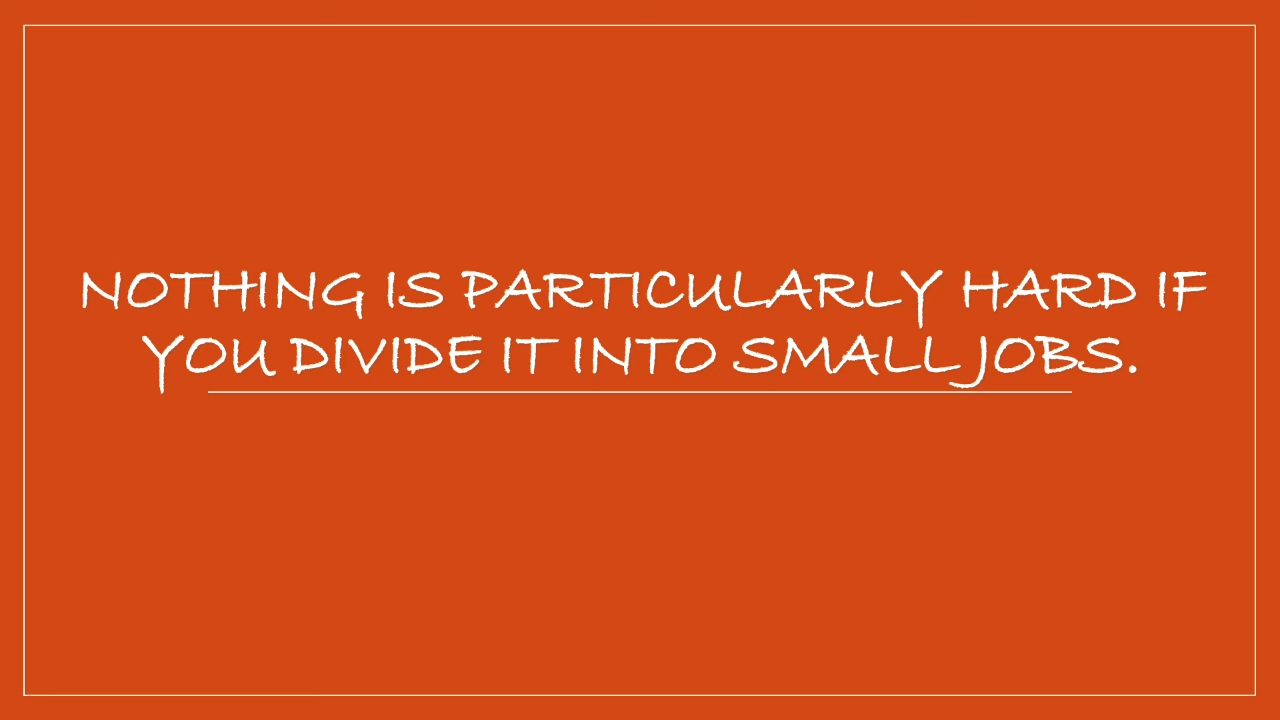 NOTHING IS PARTICULARLY HARD IF
YOU DIVIDE IT INTO SMALL JOBS.